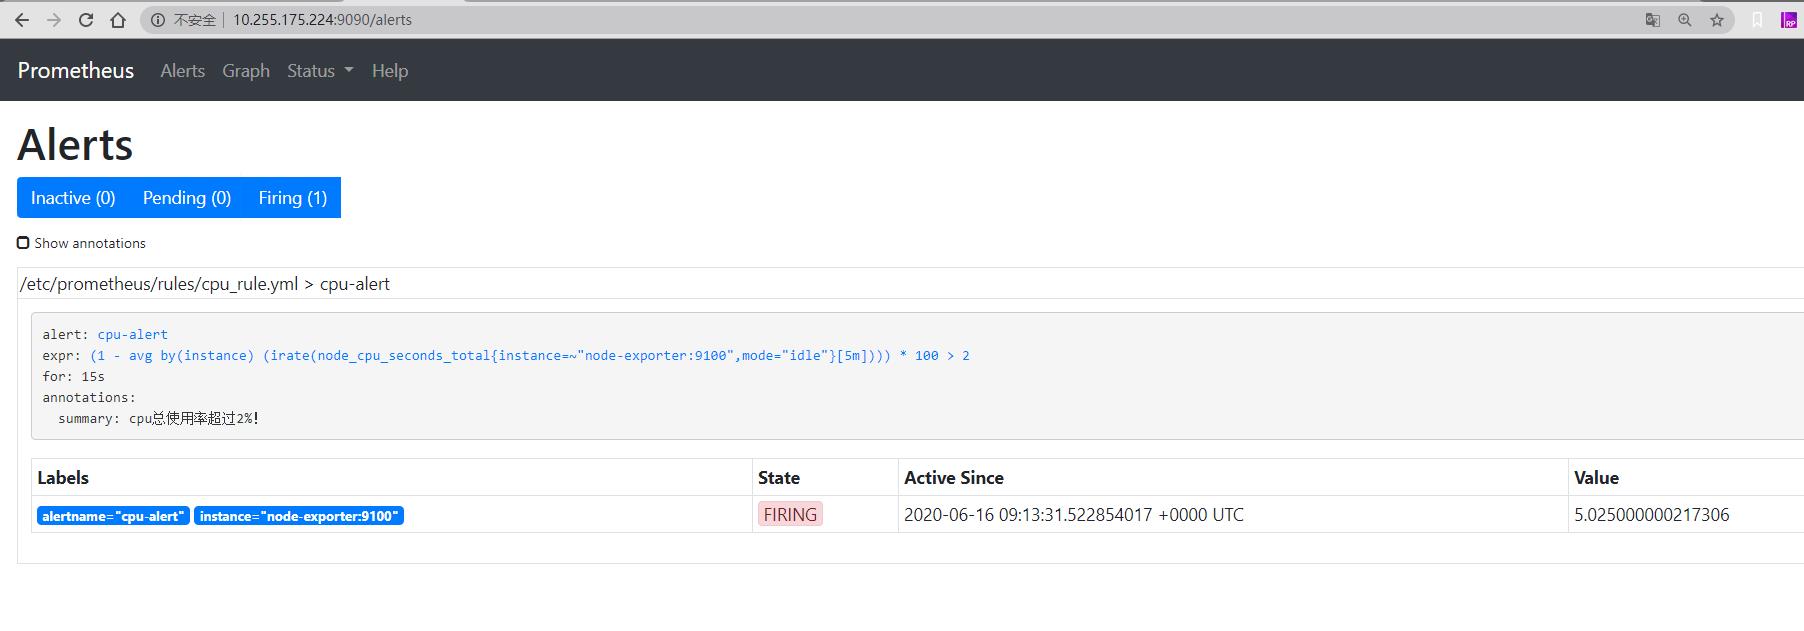 不安全 10.255.175.224:9090/alerts
Prometheus Alerts Graph Status Help
Alerts
Inactive (0) Pending (0) Firing (1)
Show annotations
/etc/prometheus/rules/cpu_rule.yml > cpu-alert
alert: cpu-alert
expr: (1 - avg by(instance) (irate(node_cpu_seconds_total{instance=~"node-exporter:9100",mode="idle"}[5m]))) * 100 > 2
for: 15s
annotations:
  summary: cpu总使用率超过2%!
Labels State Active Since Value
alertname="cpu-alert" instance="node-exporter:9100" FIRING 2020-06-16 09:13:31.522854017 +0000 UTC 5.025000000217306